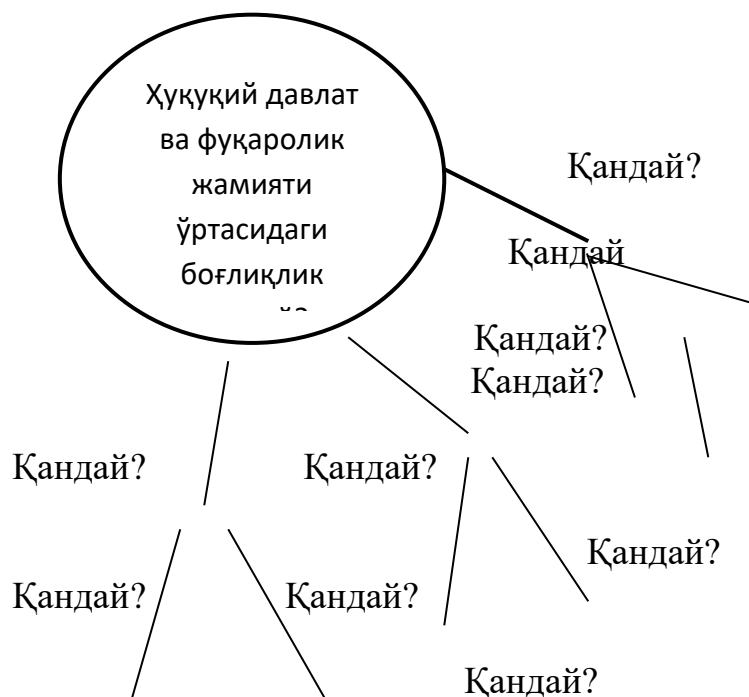 Ҳуқуқий давлат
ва фуқаролик
жамияти
ўртасидаги
боғлиқлик
Қандай?
Қандай
Қандай?
Қандай?
Қандай?
Қандай?
Қандай?
Қандай?
Қандай?
Қандай?